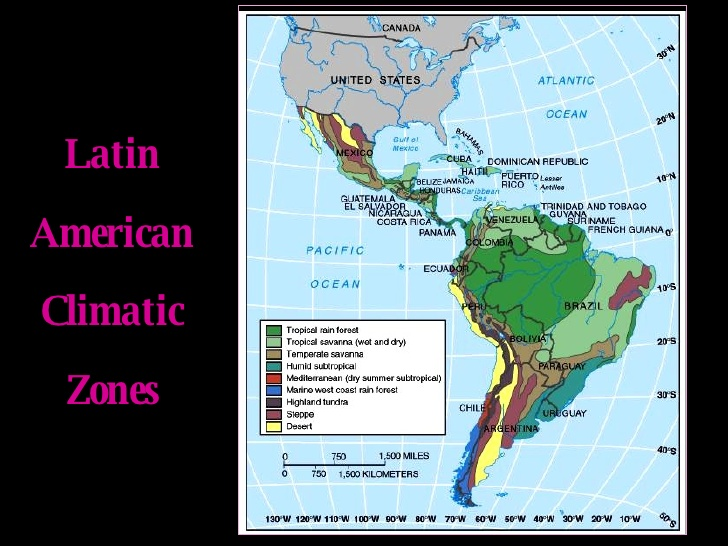 Latin
American
Climatic
Zones
CANADA
UNITED STATES
ATLANTIC
OCEAN
30°N
20°N
10°N
0°
10°S
20°S
30°S
40°S
50°S
Gulf of
Mexico
BAHAMAS
MEXICO
CUBA
HAITI
DOMINICAN REPUBLIC
PUERTO
RICO
Lesser
Antilles
BELIZE
JAMAICA
HONDURAS
Caribbean
Sea
GUATEMALA
EL SALVADOR
NICARAGUA
COSTA RICA
PANAMA
TRINIDAD AND TOBAGO
GUYANA
SURINAME
FRENCH GUIANA
VENEZUELA
COLOMBIA
PACIFIC
OCEAN
ECUADOR
PERU
BRAZIL
BOLIVIA
PARAGUAY
CHILE
URUGUAY
ARGENTINA
Tropical rain forest
Tropical savanna (wet and dry)
Temperate savanna
Humid subtropical
Mediterranean (dry summer subtropical)
Marino west coast rain forest
Highland tundra
Steppe
Desert
0 750 1,500 MILES
0 750 1,500 KILOMETERS
130°W 120°W 110°W 100°W 90°W 80°W 70°W 60°W 50°W 40°W 30°W 20°W 10°W